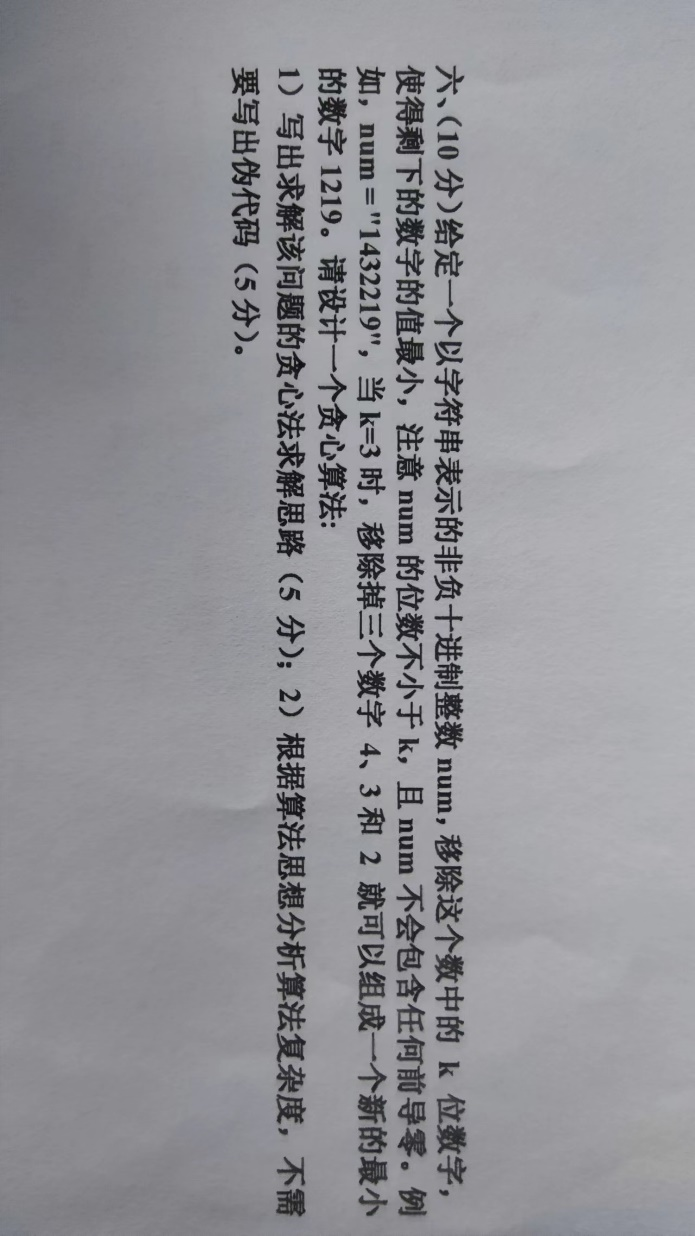 六、（10 分）给定一个以字符串表示的非负十进制整数 num，移除这个数中的 k 位数字，
使得剩下的数字的值最小，注意 num 的位数不小于 k，且 num 不会包含任何前导零。例
如，num = "1432219"，当 k=3 时，移除掉三个数字 4、3 和 2 就可以组成一个新的最小
的数字 1219。请设计一个贪心算法：
1）写出求解该问题的贪心法求解思路（5 分）；2）根据算法思想分析算法复杂度，不需
要写出伪代码（5 分）。